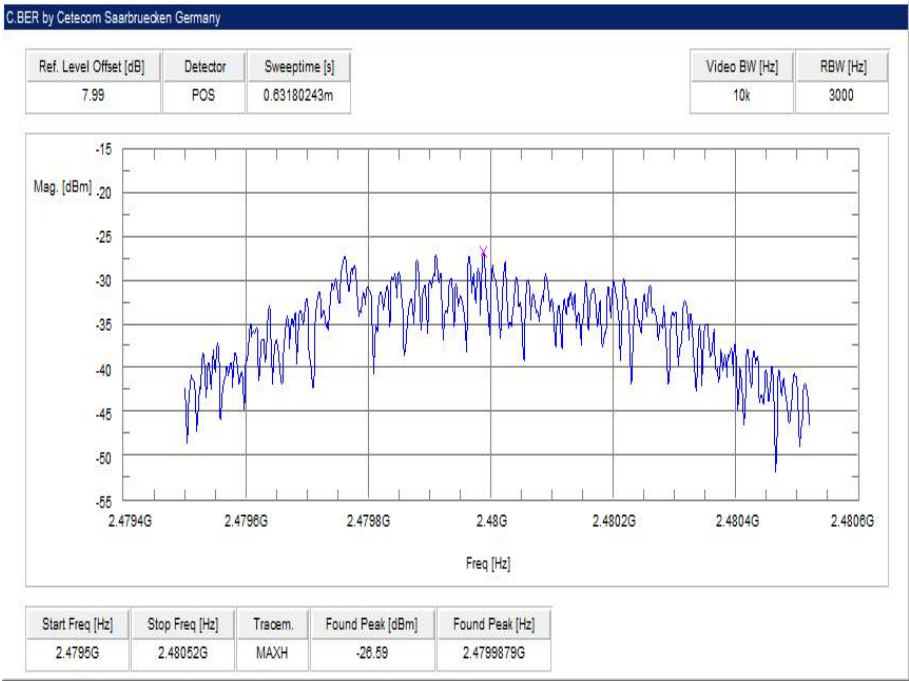 C.BER by Cetecom Saarbruecken Germany
Ref. Level Offset [dB] Detector Sweeptime [s] Video BW [Hz] RBW [Hz]
7.99 POS 0.63180243m 10k 3000
-15
Mag. [dBm] -20
-25
-30
-35
-40
-45
-50
-55
2.4794G 2.4796G 2.4798G 2.48G 2.4802G 2.4804G 2.4806G
Freq [Hz]
Start Freq [Hz] Stop Freq [Hz] Tracem. Found Peak [dBm] Found Peak [Hz]
2.4795G 2.48052G MAXH -26.59 2.4799879G